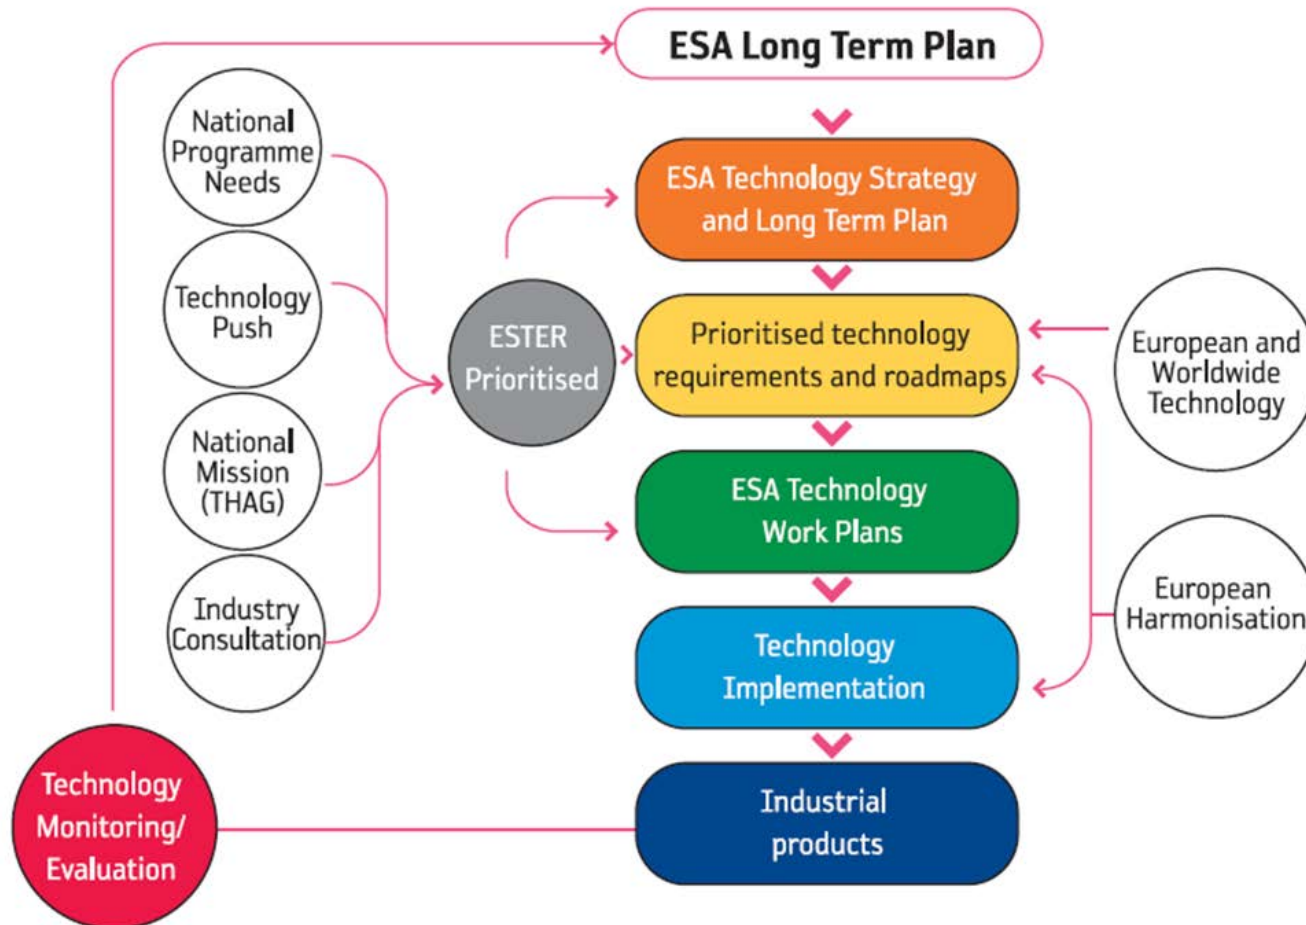 ESA Long Term Plan
National
Programme
Needs
ESA Technology Strategy
and Long Term Plan
Technology
Push
ESTER
Prioritised
Prioritised technology
requirements and roadmaps
European and
Worldwide
Technology
National
Mission
(THAG)
ESA Technology
Work Plans
Industry
Consultation
Technology
Implementation
European
Harmonisation
Technology
Monitoring/
Evaluation
Industrial
products